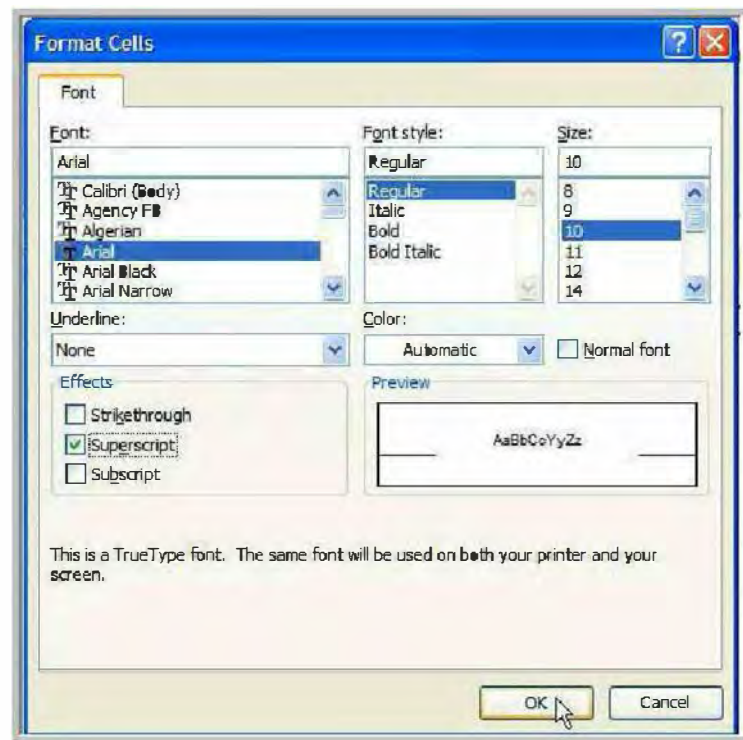 Format Cells
Font
Font:
Arial
Calibri (Body)
Agency FB
Algerian
Arial
Arial Black
Arial Narrow
Font style:
Regular
Regular
Italic
Bold
Bold Italic
Size:
10
8
9
10
11
12
14
Underline:
None
Color:
Automatic
Normal font
Effects
Strikethrough
Superscript
Subscript
Preview
AaBbCcYyZz
This is a TrueType font. The same font will be used on both your printer and your
screen.
OK
Cancel